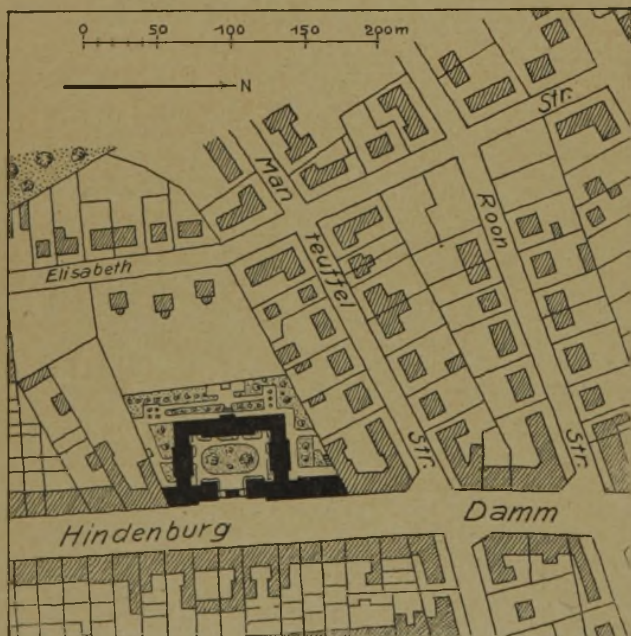 0 50 100 150 200m
N
Str.
Man
teuffel
Str.
Roon
Str.
Elisabeth
Hindenburg Damm